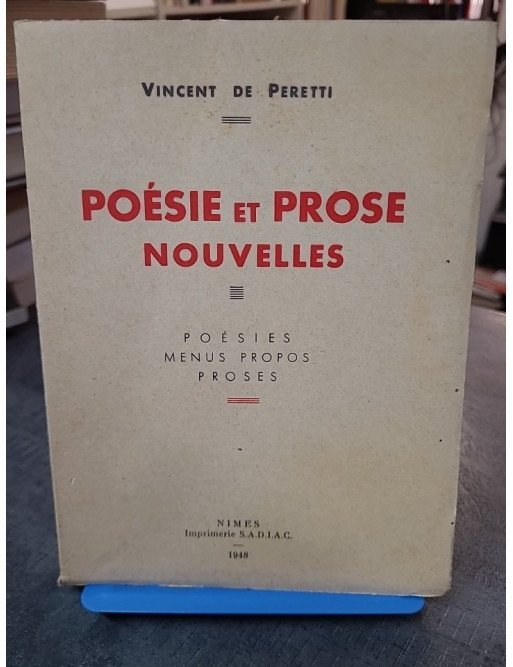 VINCENT DE PERETTI
POÉSIE ET PROSE
NOUVELLES
POÉSIES
MENUS PROPOS
PROSES
NIMES
Imprimerie S.A.D.I.A.C.
1948